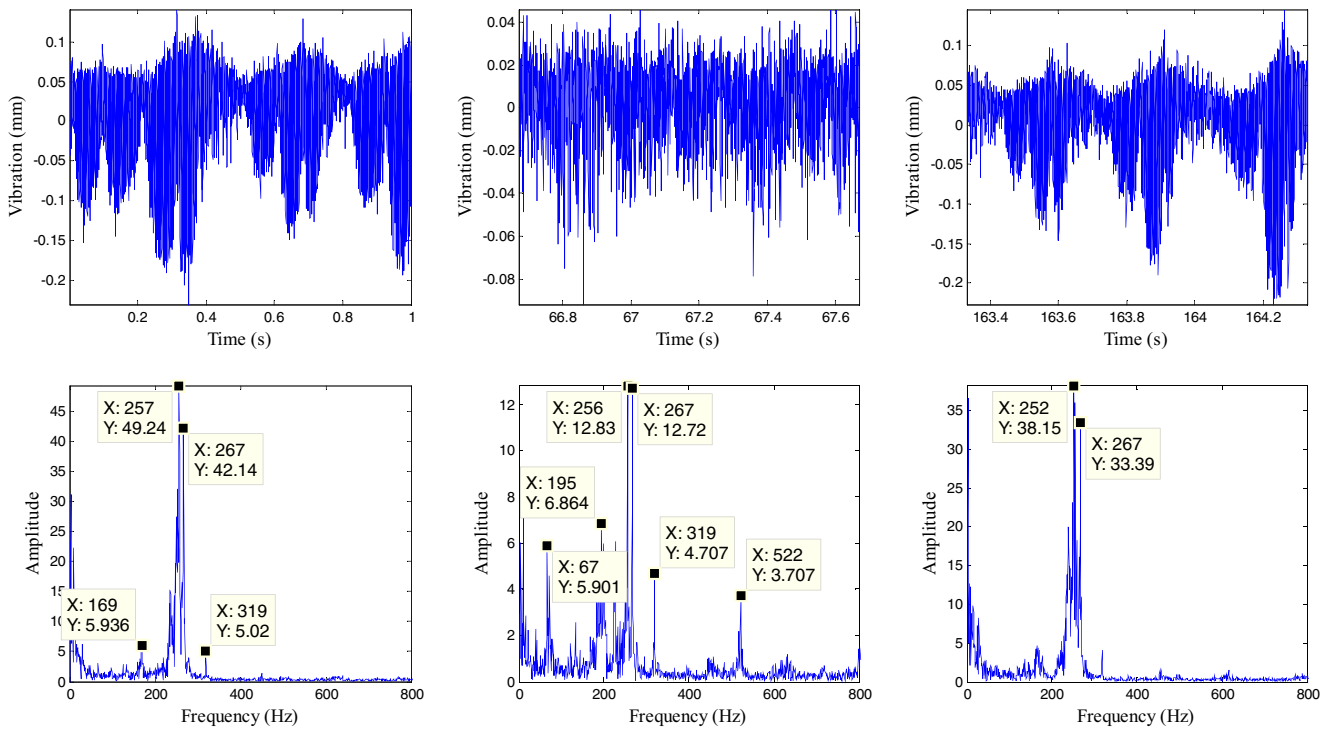 0.1
0.05
0
-0.05
-0.1
-0.15
-0.2
Vibration (mm)
0.2
0.4
0.6
0.8
1
Time (s)
0.04
0.02
0
-0.02
-0.04
-0.06
-0.08
Vibration (mm)
66.8
67
67.2
67.4
67.6
Time (s)
0.1
0.05
0
-0.05
-0.1
-0.15
-0.2
Vibration (mm)
163.4
163.6
163.8
164
164.2
Time (s)
45
40
35
30
25
20
15
10
5
0
Amplitude
X: 257
Y: 49.24
X: 267
Y: 42.14
X: 169
Y: 5.936
X: 319
Y: 5.02
0
200
400
600
800
Frequency (Hz)
12
10
8
6
4
2
0
Amplitude
X: 256
Y: 12.83
X: 267
Y: 12.72
X: 195
Y: 6.864
X: 67
Y: 5.901
X: 319
Y: 4.707
X: 522
Y: 3.707
0
200
400
600
800
Frequency (Hz)
35
30
25
20
15
10
5
0
Amplitude
X: 252
Y: 38.15
X: 267
Y: 33.39
0
200
400
600
800
Frequency (Hz)